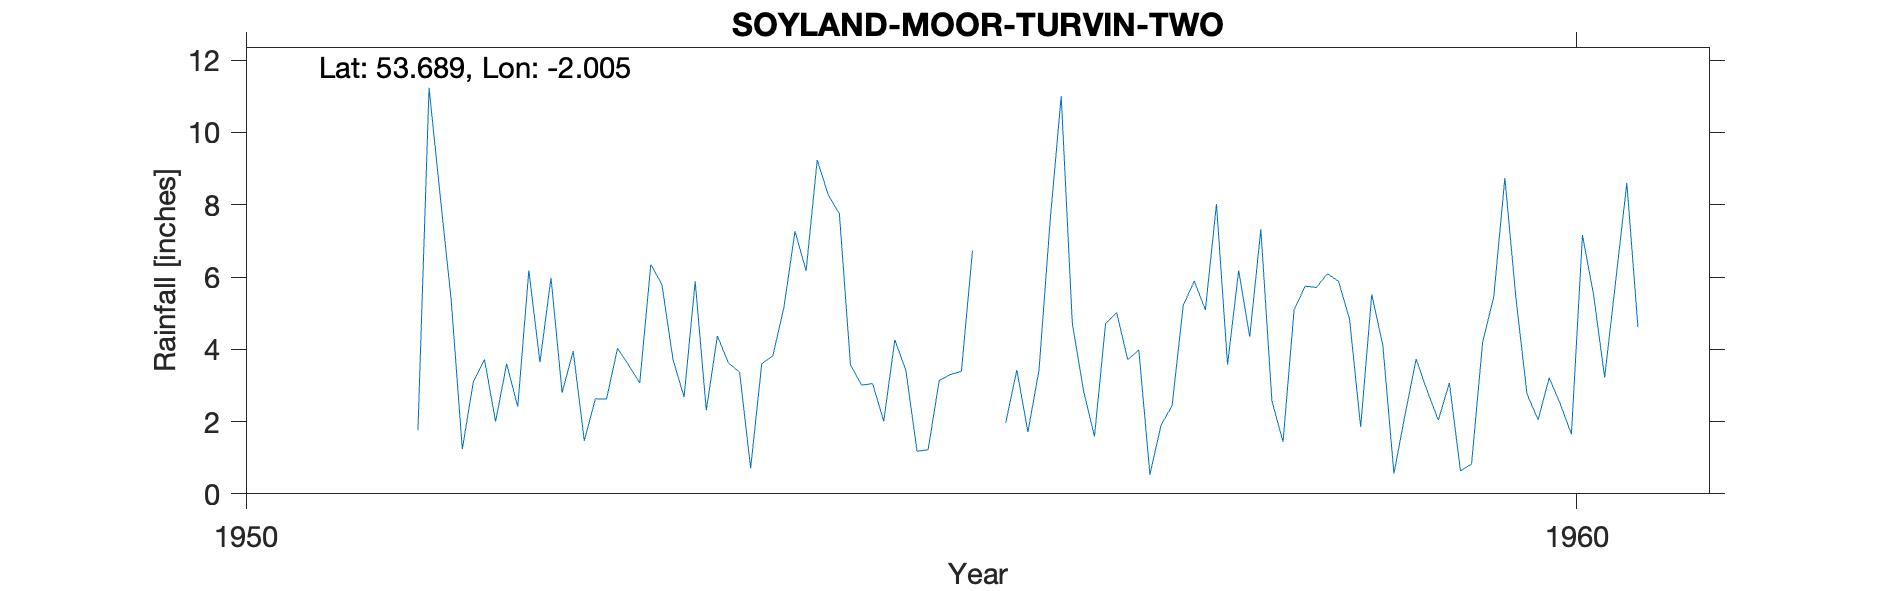 SOYLAND-MOOR-TURVIN-TWO
Lat: 53.689, Lon: -2.005
12
10
8
6
4
2
0
Rainfall [inches]
1950
1960
Year